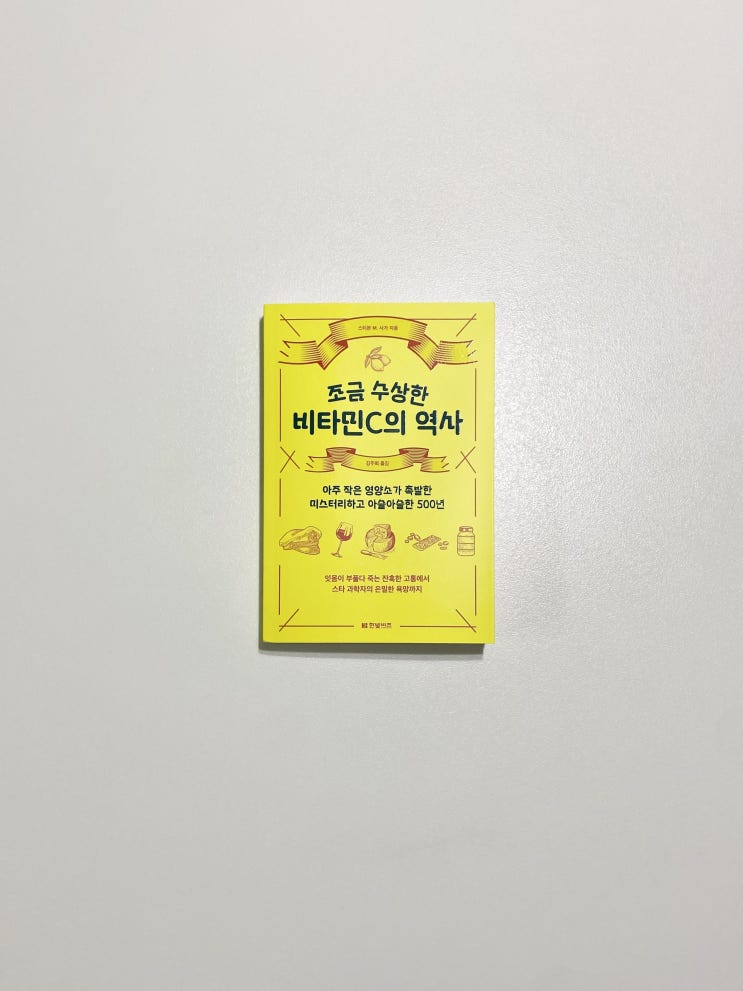 스티븐 M. 사가 지음
조금 수상한
비타민C의 역사
김주희 옮김
아주 작은 영양소가 촉발한
미스터리하고 아슬아슬한 500년
잇몸이 부풀다 죽는 잔혹한 고통에서
스타 과학자의 은밀한 욕망까지
한빛비즈